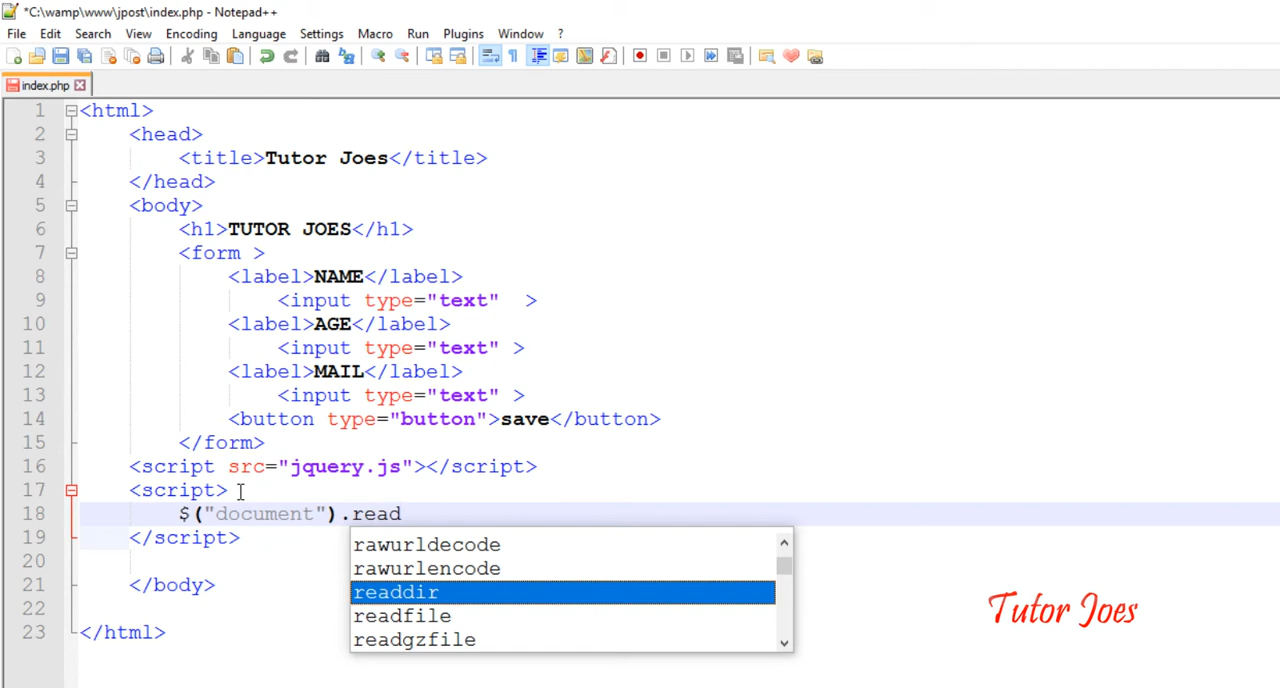 *C:\wamp\www\jpost\index.php - Notepad++
File Edit Search View Encoding Language Settings Macro Run Plugins Window ?
index.php
1 <html>
2 <head>
3 <title>Tutor Joes</title>
4 </head>
5 <body>
6 <h1>TUTOR JOES</h1>
7 <form >
8 <label>NAME</label>
9 <input type="text"  >
10 <label>AGE</label>
11 <input type="text" >
12 <label>MAIL</label>
13 <input type="text" >
14 <button type="button">save</button>
15 </form>
16 <script src="jquery.js"></script>
17 <script>
18 $("document").read
19 </script>
20
21 </body>
22
23 </html>
rawurldecode
rawurlencode
readdir
readfile
readgzfile
Tutor Joes